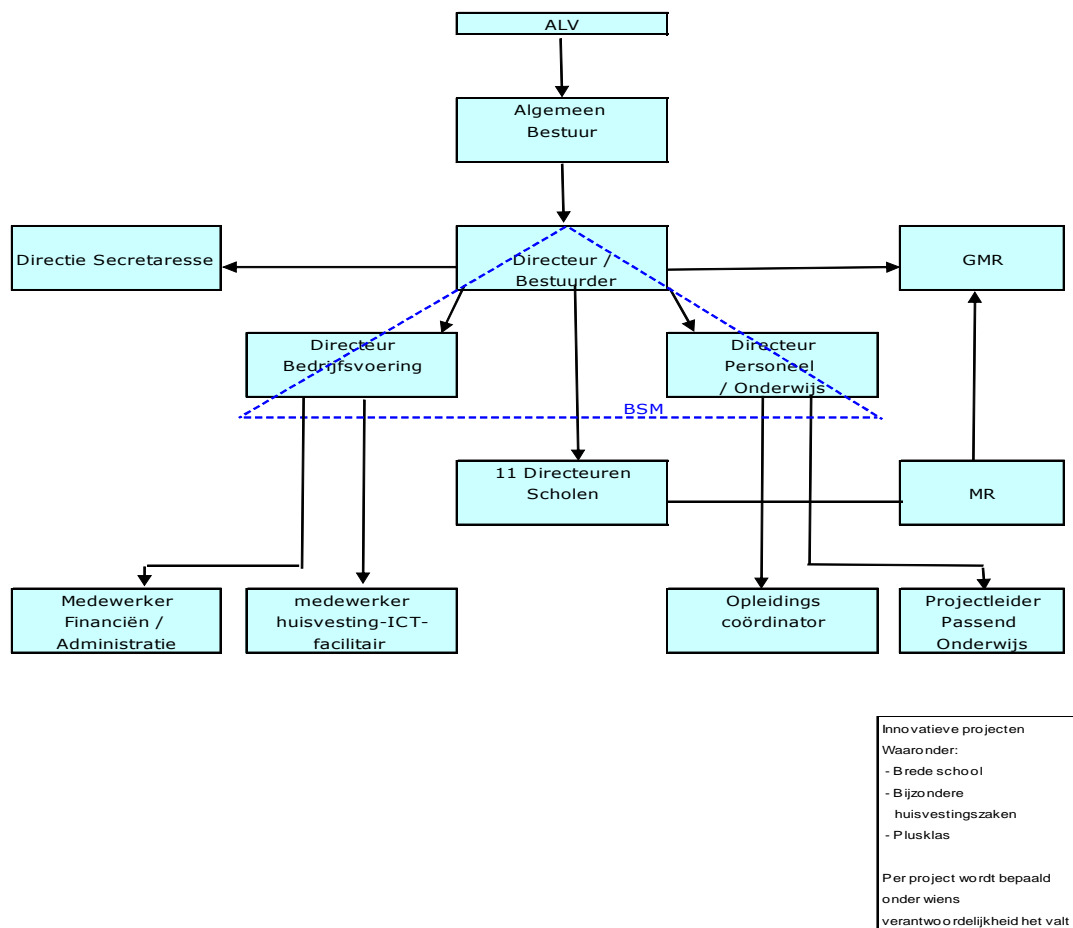 ALV
Algemeen
Bestuur
Directie Secretaresse
Directeur /
Bestuurder
GMR
Directeur
Bedrijfsvoering
Directeur
Personeel
/ Onderwijs
BSM
11 Directeuren
Scholen
MR
Medewerker
Financiën /
Administratie
medewerker
huisvesting-ICT-
facilitair
Opleidings
coördinator
Projectleider
Passend
Onderwijs
Innovatieve projecten
Waaronder:
- Brede school
- Bijzondere
huisvestingszaken
- Plusklas
Per project wordt bepaald
onder wiens
verantwoordelijkheid het valt